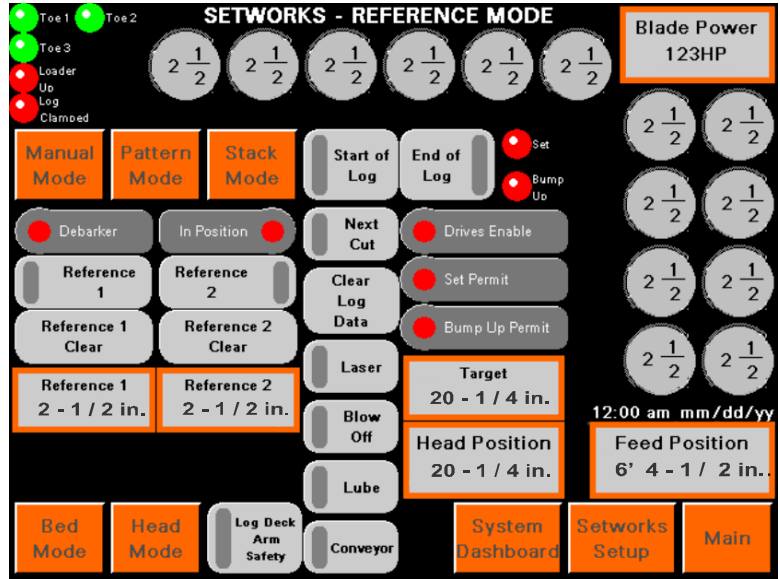 Toe 1
Toe 2
SETWORKS - REFERENCE MODE
Blade Power
123HP
Toe 3
Loader
Up
Log
Clamped
2 1/2
2 1/2
2 1/2
2 1/2
2 1/2
2 1/2
2 1/2
2 1/2
Manual
Mode
Pattern
Mode
Stack
Mode
Start of
Log
End of
Log
Set
Bump
Up
2 1/2
2 1/2
Debarker
In Position
Next
Cut
Drives Enable
Reference
1
Reference
2
Clear
Log
Data
Set Permit
2 1/2
2 1/2
Reference 1
Clear
Reference 2
Clear
Bump Up Permit
Laser
2 1/2
2 1/2
Reference 1
2 - 1 / 2 in.
Reference 2
2 - 1 / 2 in.
Target
20 - 1 / 4 in.
Blow
Off
12:00 am mm/dd/yy
Head Position
20 - 1 / 4 in.
Feed Position
6' 4 - 1 / 2 in..
Lube
Bed
Mode
Head
Mode
Log Deck
Arm
Safety
Conveyor
System
Dashboard
Setworks
Setup
Main